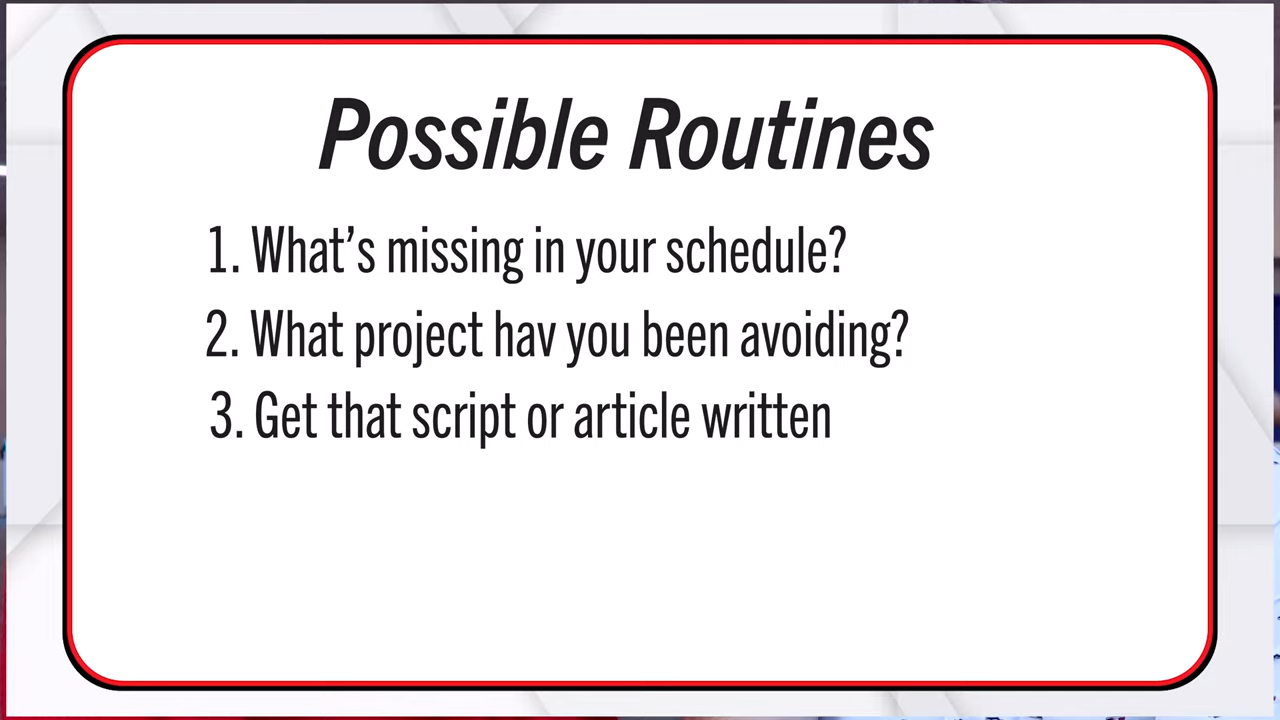 Possible Routines
1. What’s missing in your schedule?
2. What project hav you been avoiding?
3. Get that script or article written